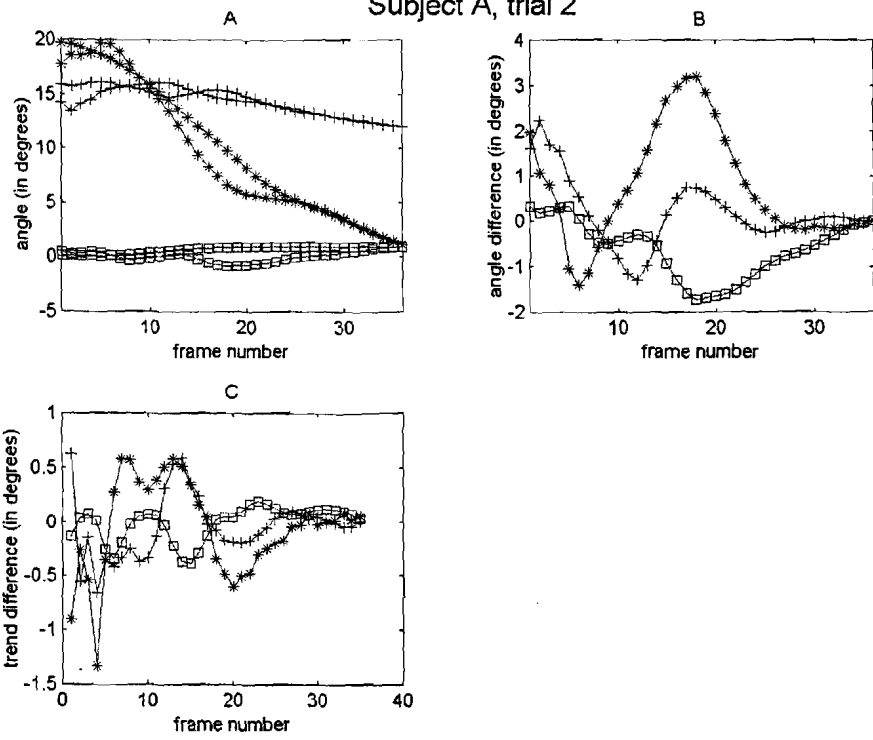 Subject A, trial 2
A
20
15
10
5
0
-5
angle (in degrees)
10 20 30
frame number
B
4
3
2
1
0
-1
-2
angle difference (in degrees)
10 20 30
frame number
C
1
0.5
0
-0.5
-1
-1.5
trend difference (in degrees)
0 10 20 30 40
frame number